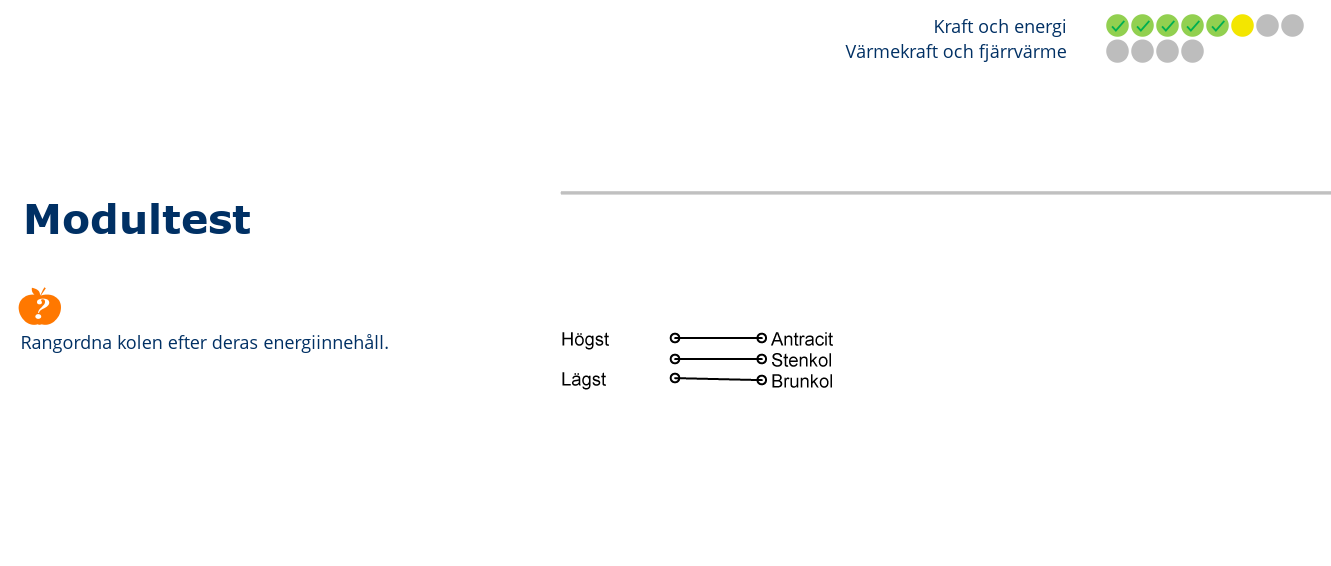 Kraft och energi
Värmekraft och fjärrvärme
Modultest
?
Rangordna kolen efter deras energiinnehåll.
Högst Antracit
Stenkol
Lägst Brunkol